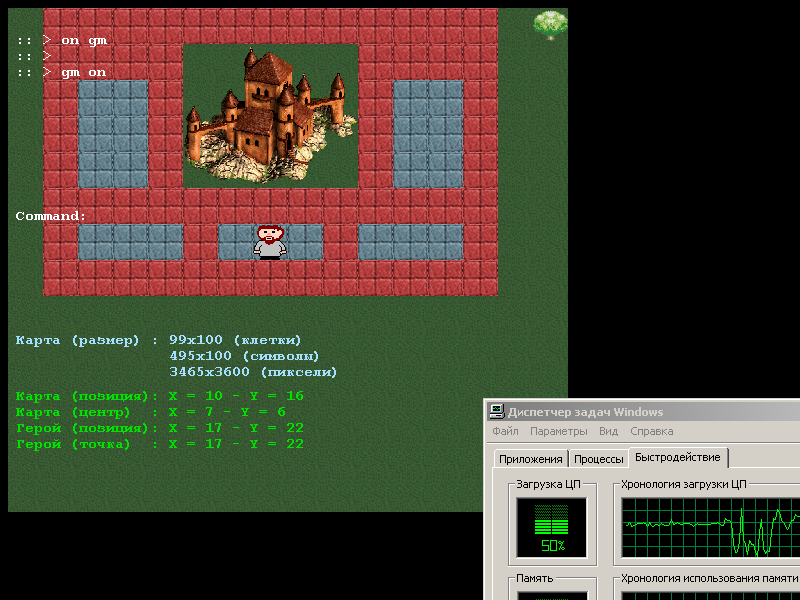 :: > on gm
:: >
:: > gm on
Command:
Карта (размер) : 99x100 (клетки)
495x100 (символы)
3465x3600 (пиксели)
Карта (позиция): X = 10 - Y = 16
Карта (центр) : X = 7 - Y = 6
Герой (позиция): X = 17 - Y = 22
Герой (точка) : X = 17 - Y = 22
Диспетчер задач Windows
Файл Параметры Вид Справка
Приложения Процессы Быстродействие
Загрузка ЦП Хронология загрузки ЦП
50%
Память Хронология использования памяти